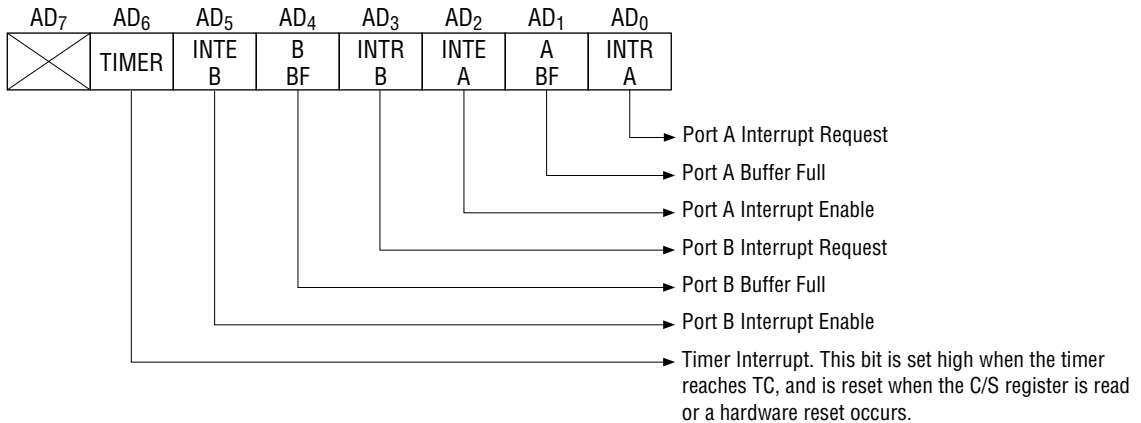 AD7 AD6 AD5 AD4 AD3 AD2 AD1 AD0
TIMER INTE B INTR INTE A INTR
B BF B A BF A
Port A Interrupt Request
Port A Buffer Full
Port A Interrupt Enable
Port B Interrupt Request
Port B Buffer Full
Port B Interrupt Enable
Timer Interrupt. This bit is set high when the timer
reaches TC, and is reset when the C/S register is read
or a hardware reset occurs.